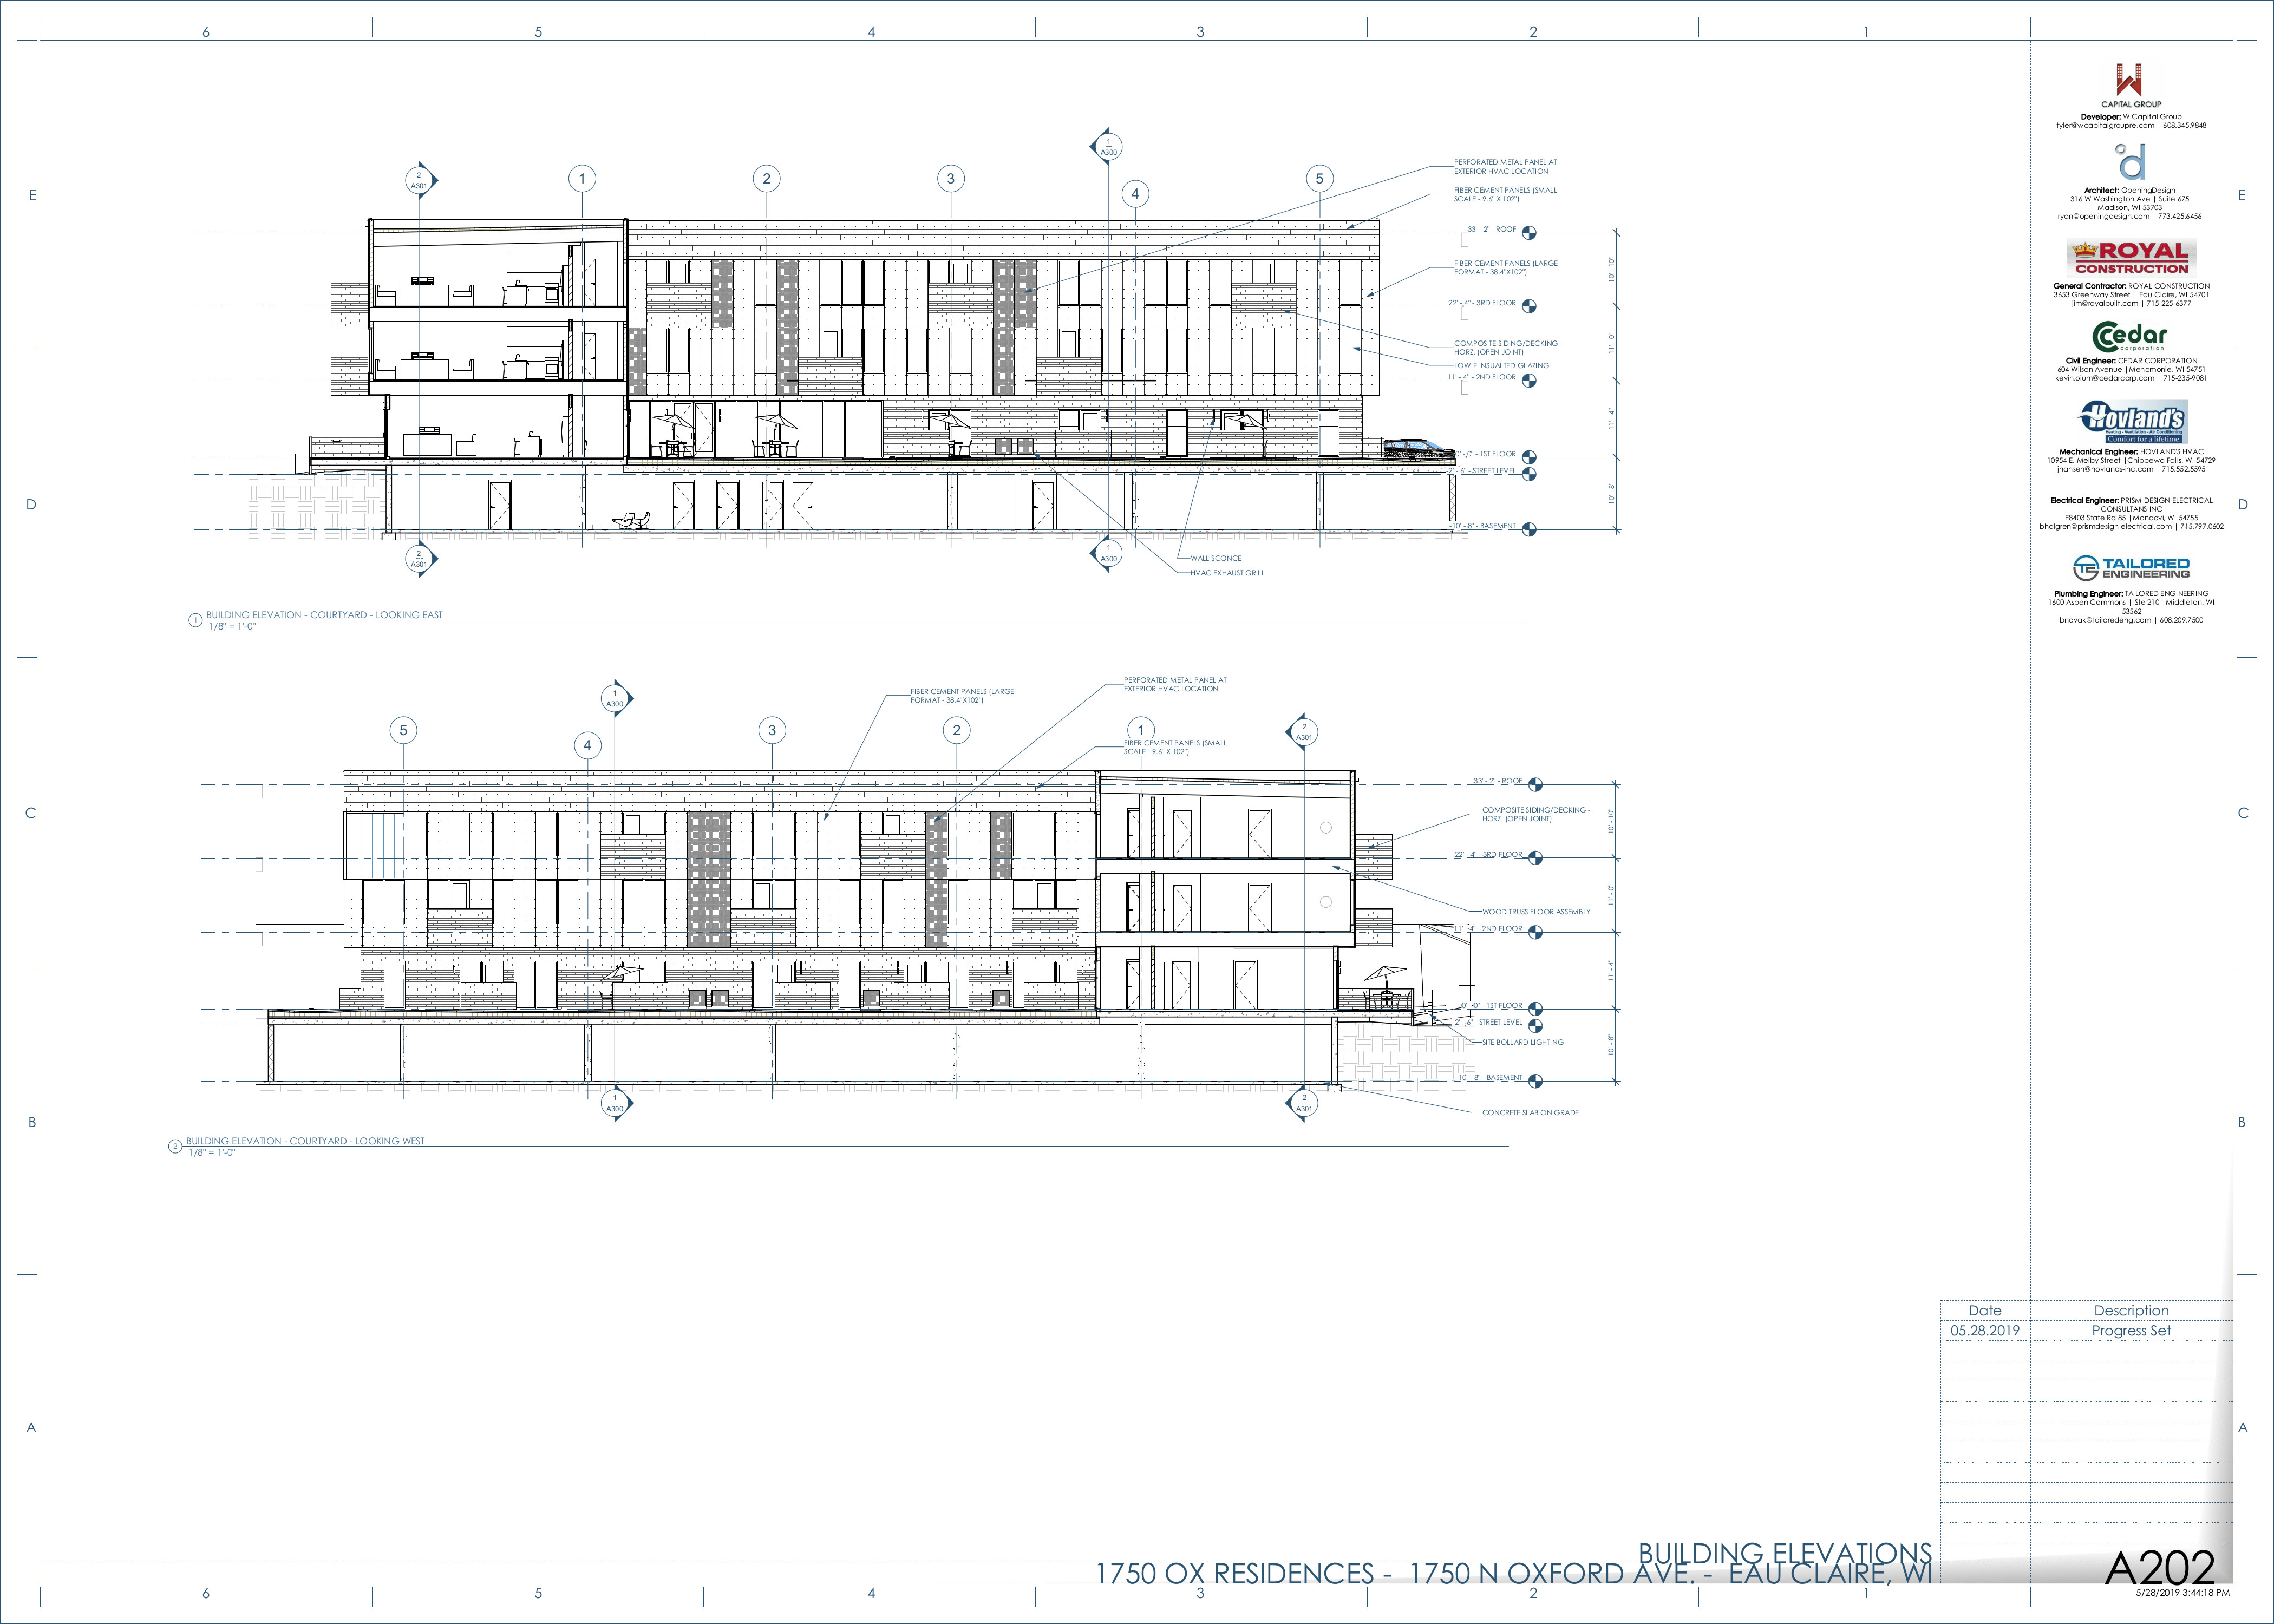 6 5 4 3 2 1
E
D
C
B
A
CAPITAL GROUP
Developer: W Capital Group
tyler@wcapitalgroupre.com | 608.345.9848
d
Architect: OpeningDesign
316 W Washington Ave | Suite 675
Madison, WI 53703
ryan@openingdesign.com | 773.425.6456
ROYAL
CONSTRUCTION
General Contractor: ROYAL CONSTRUCTION
3653 Greenway Street | Eau Claire, WI 54701
jim@royalbuilt.com | 715-225-6377
Cedar
corporation
Civil Engineer: CEDAR CORPORATION
604 Wilson Avenue |Menomonie, WI 54751
kevin.oium@cedarcorp.com | 715-235-9081
Hovland's
Heating - Ventilation - Air Conditioning
Comfort for a lifetime.
Mechanical Engineer: HOVLAND'S HVAC
10954 E. Melby Street |Chippewa Falls, WI 54729
jhansen@hovlands-inc.com | 715.552.5595
Electrical Engineer: PRISM DESIGN ELECTRICAL
CONSULTANS INC
E8403 State Rd 85 |Mondovi, WI 54755
bhalgren@prismdesign-electrical.com | 715.797.0602
TAILORED
ENGINEERING
Plumbing Engineer: TAILORED ENGINEERING
1600 Aspen Commons | Ste 210 |Middleton, WI
53562
bnovak@tailoredeng.com | 608.209.7500
2
A301
1
2
3
1
A300
4
5
PERFORATED METAL PANEL AT
EXTERIOR HVAC LOCATION
FIBER CEMENT PANELS (SMALL
SCALE - 9.6" X 102")
33' - 2" - ROOF
FIBER CEMENT PANELS (LARGE
FORMAT - 38.4"X102")
10' - 10"
22' - 4" - 3RD FLOOR
COMPOSITE SIDING/DECKING -
HORZ. (OPEN JOINT)
11' - 0"
LOW-E INSUALTED GLAZING
11' - 4" - 2ND FLOOR
11' - 4"
0' - 0" - 1ST FLOOR
-2' - 6" - STREET LEVEL
10' - 8"
-10' - 8" - BASEMENT
2
A301
1
A300
WALL SCONCE
HVAC EXHAUST GRILL
1
BUILDING ELEVATION - COURTYARD - LOOKING EAST
1/8" = 1'-0"
FIBER CEMENT PANELS (LARGE
FORMAT - 38.4"X102")
PERFORATED METAL PANEL AT
EXTERIOR HVAC LOCATION
5
4
1
A300
3
2
1
2
A301
FIBER CEMENT PANELS (SMALL
SCALE - 9.6" X 102")
33' - 2" - ROOF
COMPOSITE SIDING/DECKING -
HORZ. (OPEN JOINT)
10' - 10"
22' - 4" - 3RD FLOOR
11' - 0"
WOOD TRUSS FLOOR ASSEMBLY
11' - 4" - 2ND FLOOR
11' - 4"
0' - 0" - 1ST FLOOR
-2' - 6" - STREET LEVEL
SITE BOLLARD LIGHTING
10' - 8"
-10' - 8" - BASEMENT
CONCRETE SLAB ON GRADE
1
A300
2
A301
2
BUILDING ELEVATION - COURTYARD - LOOKING WEST
1/8" = 1'-0"
E
D
C
B
A
Date Description
05.28.2019 Progress Set
BUILDING ELEVATIONS
1750 OX RESIDENCES - 1750 N OXFORD AVE. - EAU CLAIRE, WI
A202
5/28/2019 3:44:18 PM
6 5 4 3 2 1